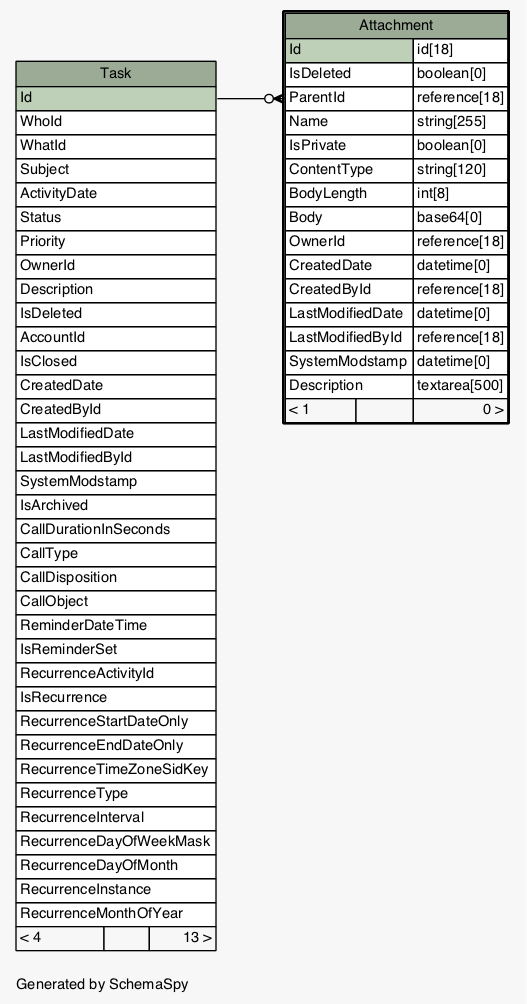 Task
Id
WhoId
WhatId
Subject
ActivityDate
Status
Priority
OwnerId
Description
IsDeleted
AccountId
IsClosed
CreatedDate
CreatedById
LastModifiedDate
LastModifiedById
SystemModstamp
IsArchived
CallDurationInSeconds
CallType
CallDisposition
CallObject
ReminderDateTime
IsReminderSet
RecurrenceActivityId
IsRecurrence
RecurrenceStartDateOnly
RecurrenceEndDateOnly
RecurrenceTimeZoneSidKey
RecurrenceType
RecurrenceInterval
RecurrenceDayOfWeekMask
RecurrenceDayOfMonth
RecurrenceInstance
RecurrenceMonthOfYear
< 4 13 >
Attachment
Id id[18]
IsDeleted boolean[0]
ParentId reference[18]
Name string[255]
IsPrivate boolean[0]
ContentType string[120]
BodyLength int[8]
Body base64[0]
OwnerId reference[18]
CreatedDate datetime[0]
CreatedById reference[18]
LastModifiedDate datetime[0]
LastModifiedById reference[18]
SystemModstamp datetime[0]
Description textarea[500]
< 1 0 >
Generated by SchemaSpy